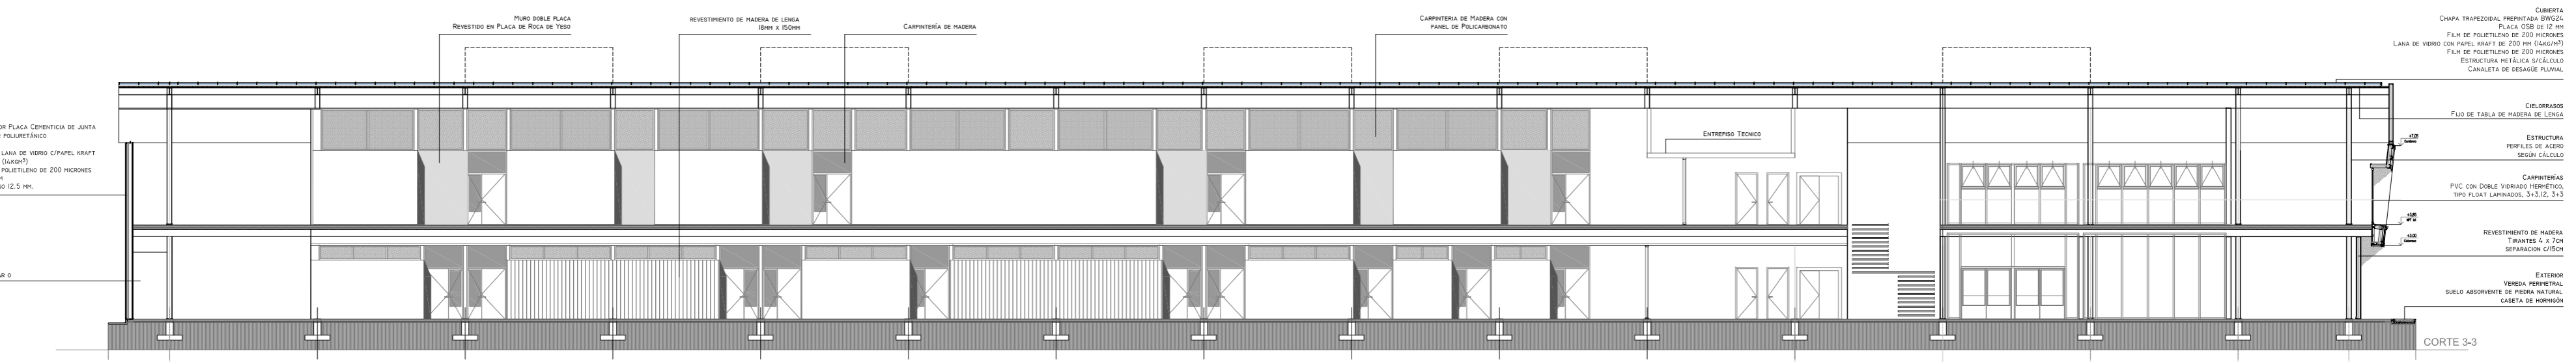 MURO DOBLE PLACA
REVESTIDO EN PLACA DE ROCA DE YESO
REVESTIMIENTO DE MADERA DE LENGA
18MM X 150MM
CARPINTERÍA DE MADERA
CARPINTERIA DE MADERA CON
PANEL DE POLICARBONATO
CUBIERTA
CHAPA TRAPEZOIDAL PREPINTADA BWG24
PLACA OSB DE 12 MM
FILM DE POLIETILENO DE 200 MICRONES
LANA DE VIDRIO CON PAPEL KRAFT DE 200 MM (14KG/M³)
FILM DE POLIETILENO DE 200 MICRONES
ESTRUCTURA METÁLICA S/CÁLCULO
CANALETA DE DESAGÜE PLUVIAL
OR PLACA CEMENTICIA DE JUNTA
POLIURETÁNICO
LANA DE VIDRIO C/PAPEL KRAFT
(14KGM³)
POLIETILENO DE 200 MICRONES
M
SO 12.5 MM.
AR 0
ENTREPISO TECNICO
CIELORRASOS
FIJO DE TABLA DE MADERA DE LENGA
ESTRUCTURA
PERFILES DE ACERO
SEGÚN CÁLCULO
CARPINTERÍAS
PVC CON DOBLE VIDRIADO HERMÉTICO,
TIPO FLOAT LAMINADOS, 3+3,12, 3+3
REVESTIMIENTO DE MADERA
TIRANTES 4 X 7CM
SEPARACION C/15CM
EXTERIOR
VEREDA PERIMETRAL
SUELO ABSORVENTE DE PIEDRA NATURAL
CASETA DE HORMIGÓN
CORTE 3-3